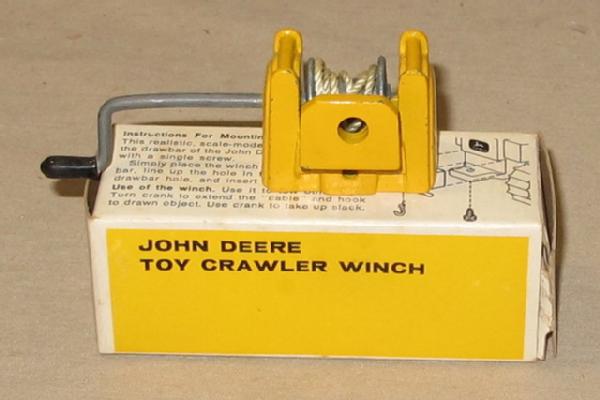 Instructions For Mountin
This realistic, scale-mode
the drawbar of the John D
with a single screw.
Simply place the winch
bar, line up the hole in
drawbar hole, and insert
Use of the winch. Use it to tow
Turn crank to extend the "cable" and hook
to drawn object. Use crank to take up slack.
JOHN DEERE
TOY CRAWLER WINCH